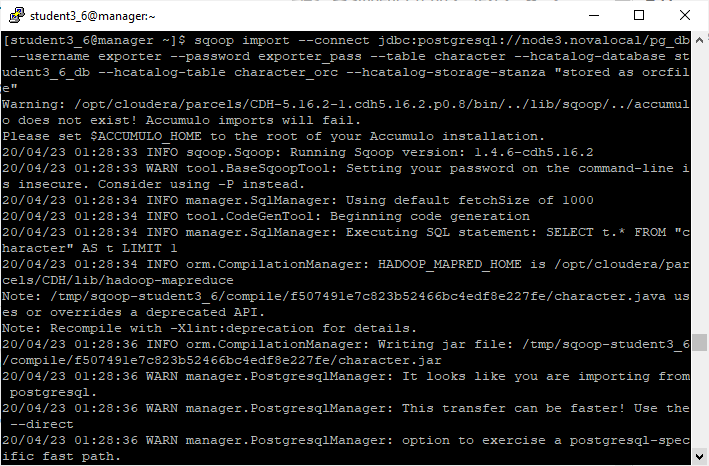 student3_6@manager:~
[student3_6@manager ~]$ sqoop import --connect jdbc:postgresql://node3.novalocal/pg_db
 --username exporter --password exporter_pass --table character --hcatalog-database st
udent3_6_db --hcatalog-table character_orc --hcatalog-storage-stanza "stored as orcfil
e"
Warning: /opt/cloudera/parcels/CDH-5.16.2-1.cdh5.16.2.p0.8/bin/../lib/sqoop/../accumul
o does not exist! Accumulo imports will fail.
Please set $ACCUMULO_HOME to the root of your Accumulo installation.
20/04/23 01:28:33 INFO sqoop.Sqoop: Running Sqoop version: 1.4.6-cdh5.16.2
20/04/23 01:28:33 WARN tool.BaseSqoopTool: Setting your password on the command-line i
s insecure. Consider using -P instead.
20/04/23 01:28:34 INFO manager.SqlManager: Using default fetchSize of 1000
20/04/23 01:28:34 INFO tool.CodeGenTool: Beginning code generation
20/04/23 01:28:34 INFO manager.SqlManager: Executing SQL statement: SELECT t.* FROM "c
haracter" AS t LIMIT 1
20/04/23 01:28:34 INFO orm.CompilationManager: HADOOP_MAPRED_HOME is /opt/cloudera/par
cels/CDH/lib/hadoop-mapreduce
Note: /tmp/sqoop-student3_6/compile/f507491e7c823b52466bc4edf8e227fe/character.java us
es or overrides a deprecated API.
Note: Recompile with -Xlint:deprecation for details.
20/04/23 01:28:36 INFO orm.CompilationManager: Writing jar file: /tmp/sqoop-student3_6
/compile/f507491e7c823b52466bc4edf8e227fe/character.jar
20/04/23 01:28:36 WARN manager.PostgresqlManager: It looks like you are importing from
 postgresql.
20/04/23 01:28:36 WARN manager.PostgresqlManager: This transfer can be faster! Use the
 --direct
20/04/23 01:28:36 WARN manager.PostgresqlManager: option to exercise a postgresql-spec
ific fast path.